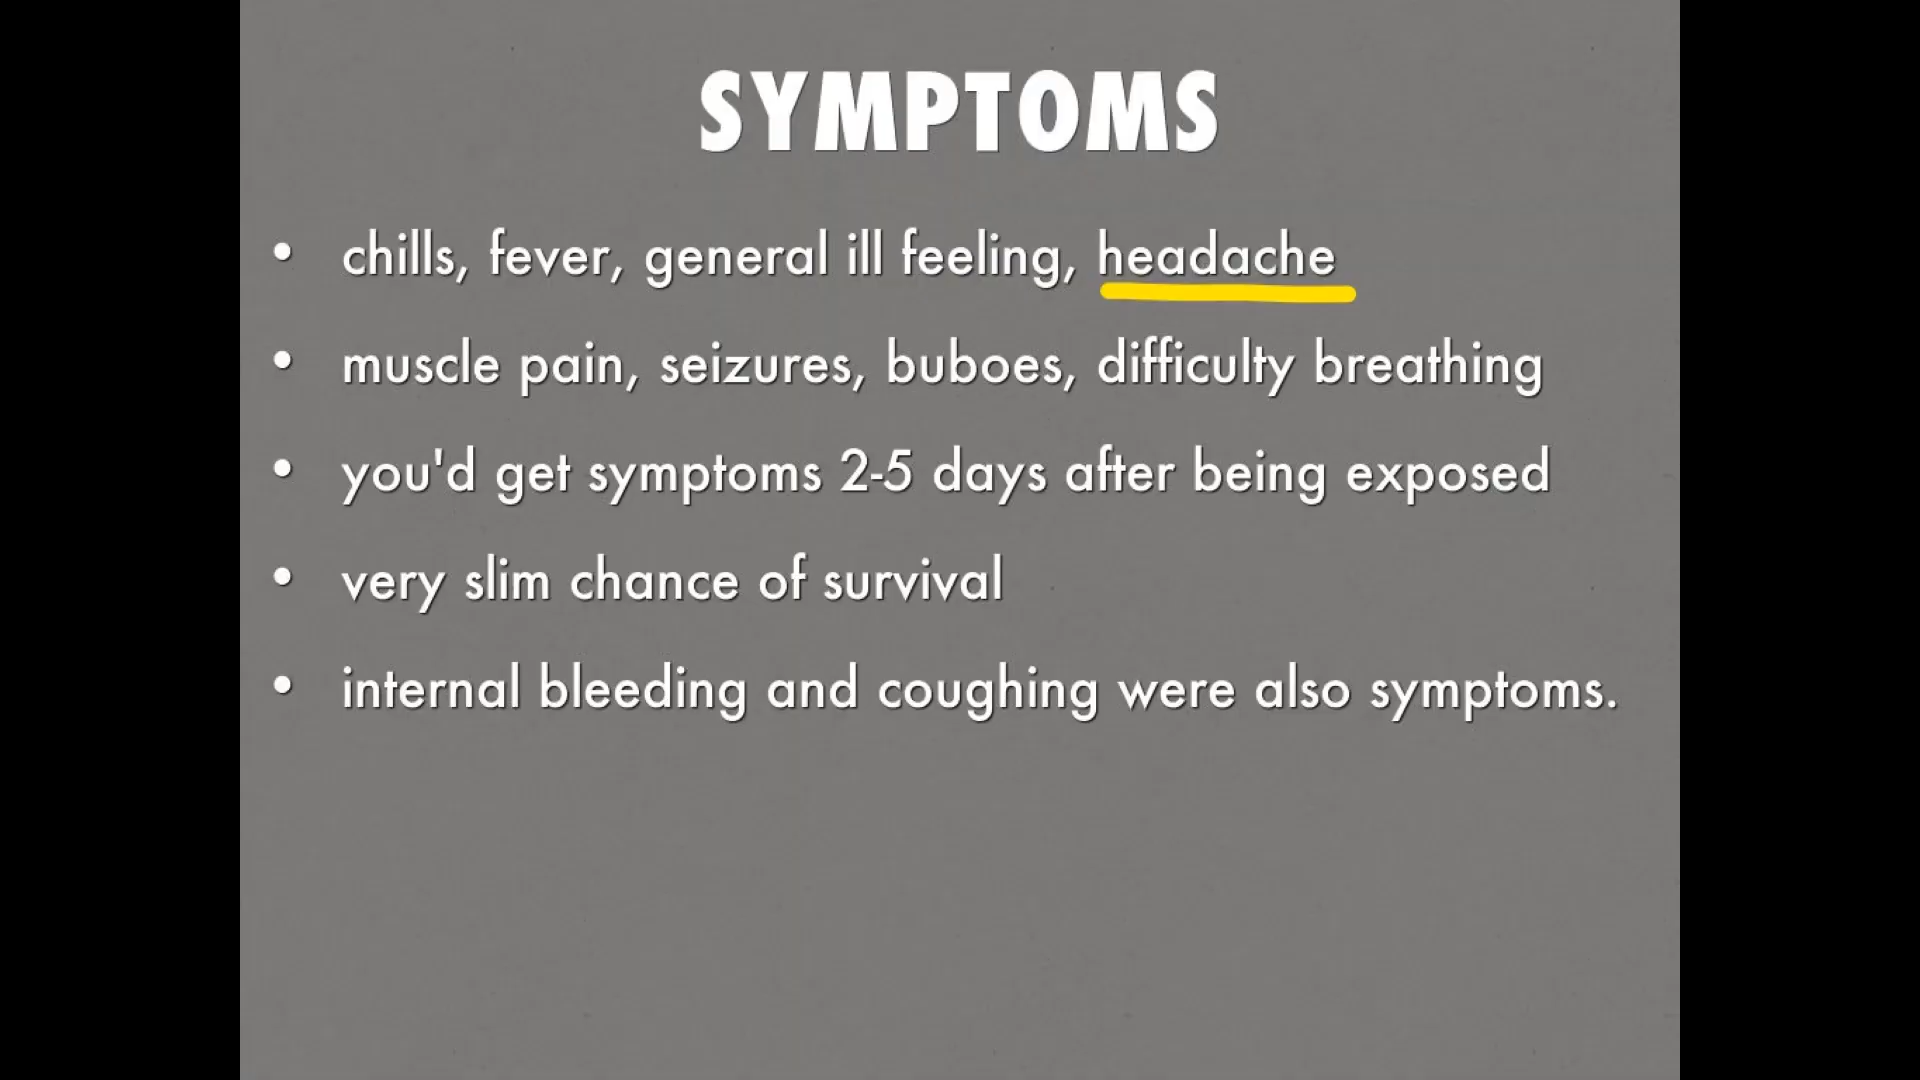 SYMPTOMS
• chills, fever, general ill feeling, headache
• muscle pain, seizures, buboes, difficulty breathing
• you'd get symptoms 2-5 days after being exposed
• very slim chance of survival
• internal bleeding and coughing were also symptoms.